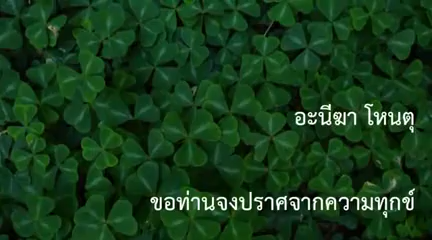 อะนีฆา โหนตุ
ขอท่านจงปราศจากความทุกข์